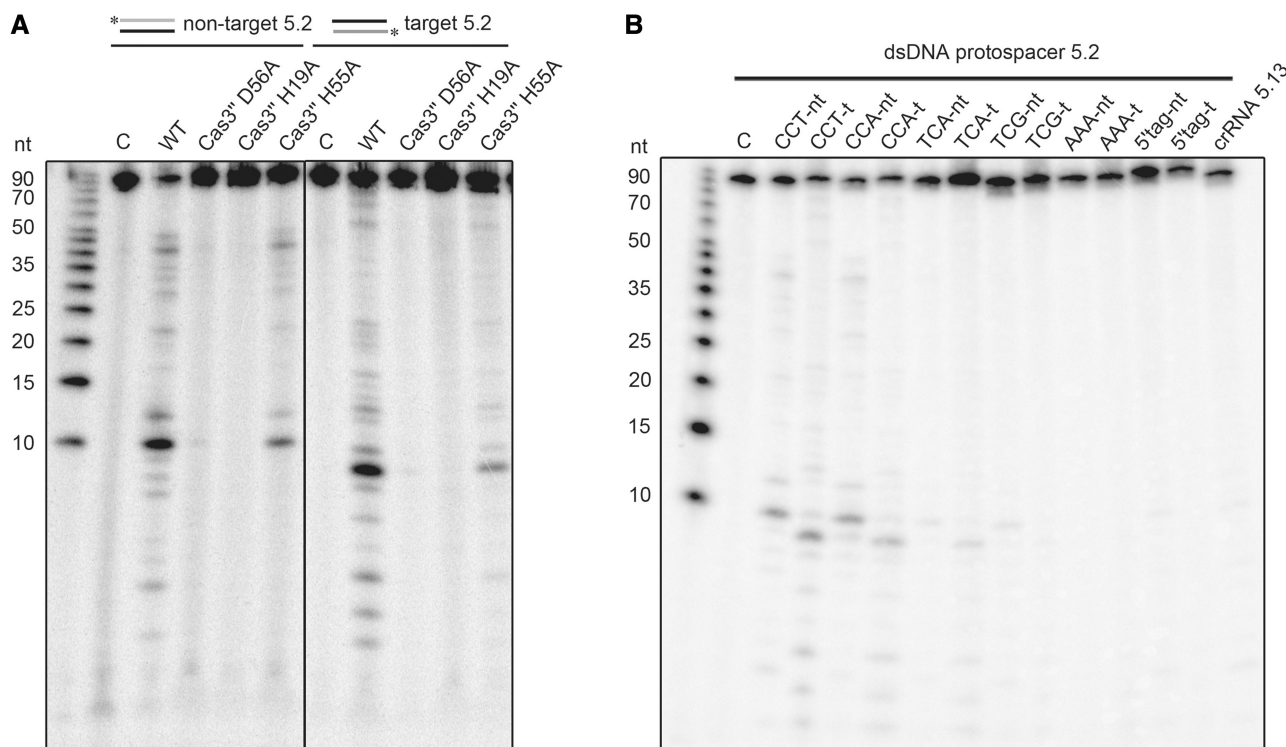 A
* non-target 5.2
* target 5.2
nt
C
WT
Cas3" D56A
Cas3" H19A
Cas3" H55A
C
WT
Cas3" D56A
Cas3" H19A
Cas3" H55A
90
70
50
35
25
20
15
10
B
dsDNA protospacer 5.2
nt
C
CCT-nt
CCT-t
CCA-nt
CCA-t
TCA-nt
TCA-t
TCG-nt
TCG-t
AAA-nt
AAA-t
5'tag-nt
5'tag-t
crRNA 5.13
90
70
50
35
25
20
15
10